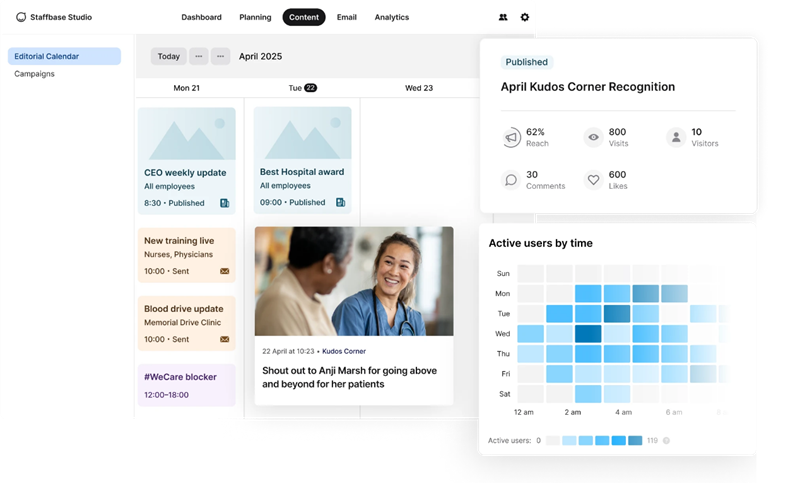 Staffbase Studio
Dashboard
Planning
Content
Email
Analytics
Editorial Calendar
Campaigns
Today
April 2025
Mon 21
Tue 22
Wed 23
CEO weekly update
All employees
8:30 • Published
New training live
Nurses, Physicians
10:00 • Sent
Blood drive update
Memorial Drive Clinic
10:00 • Sent
#WeCare blocker
12:00–18:00
Best Hospital award
All employees
09:00 • Published
22 April at 10:23 • Kudos Corner
Shout out to Anji Marsh for going above
and beyond for her patients
Published
April Kudos Corner Recognition
62%
Reach
800
Visits
10
Visitors
30
Comments
600
Likes
Active users by time
Sun
Mon
Tue
Wed
Thu
Fri
Sat
12 am
2 am
4 am
6 am
Active users: 0
119